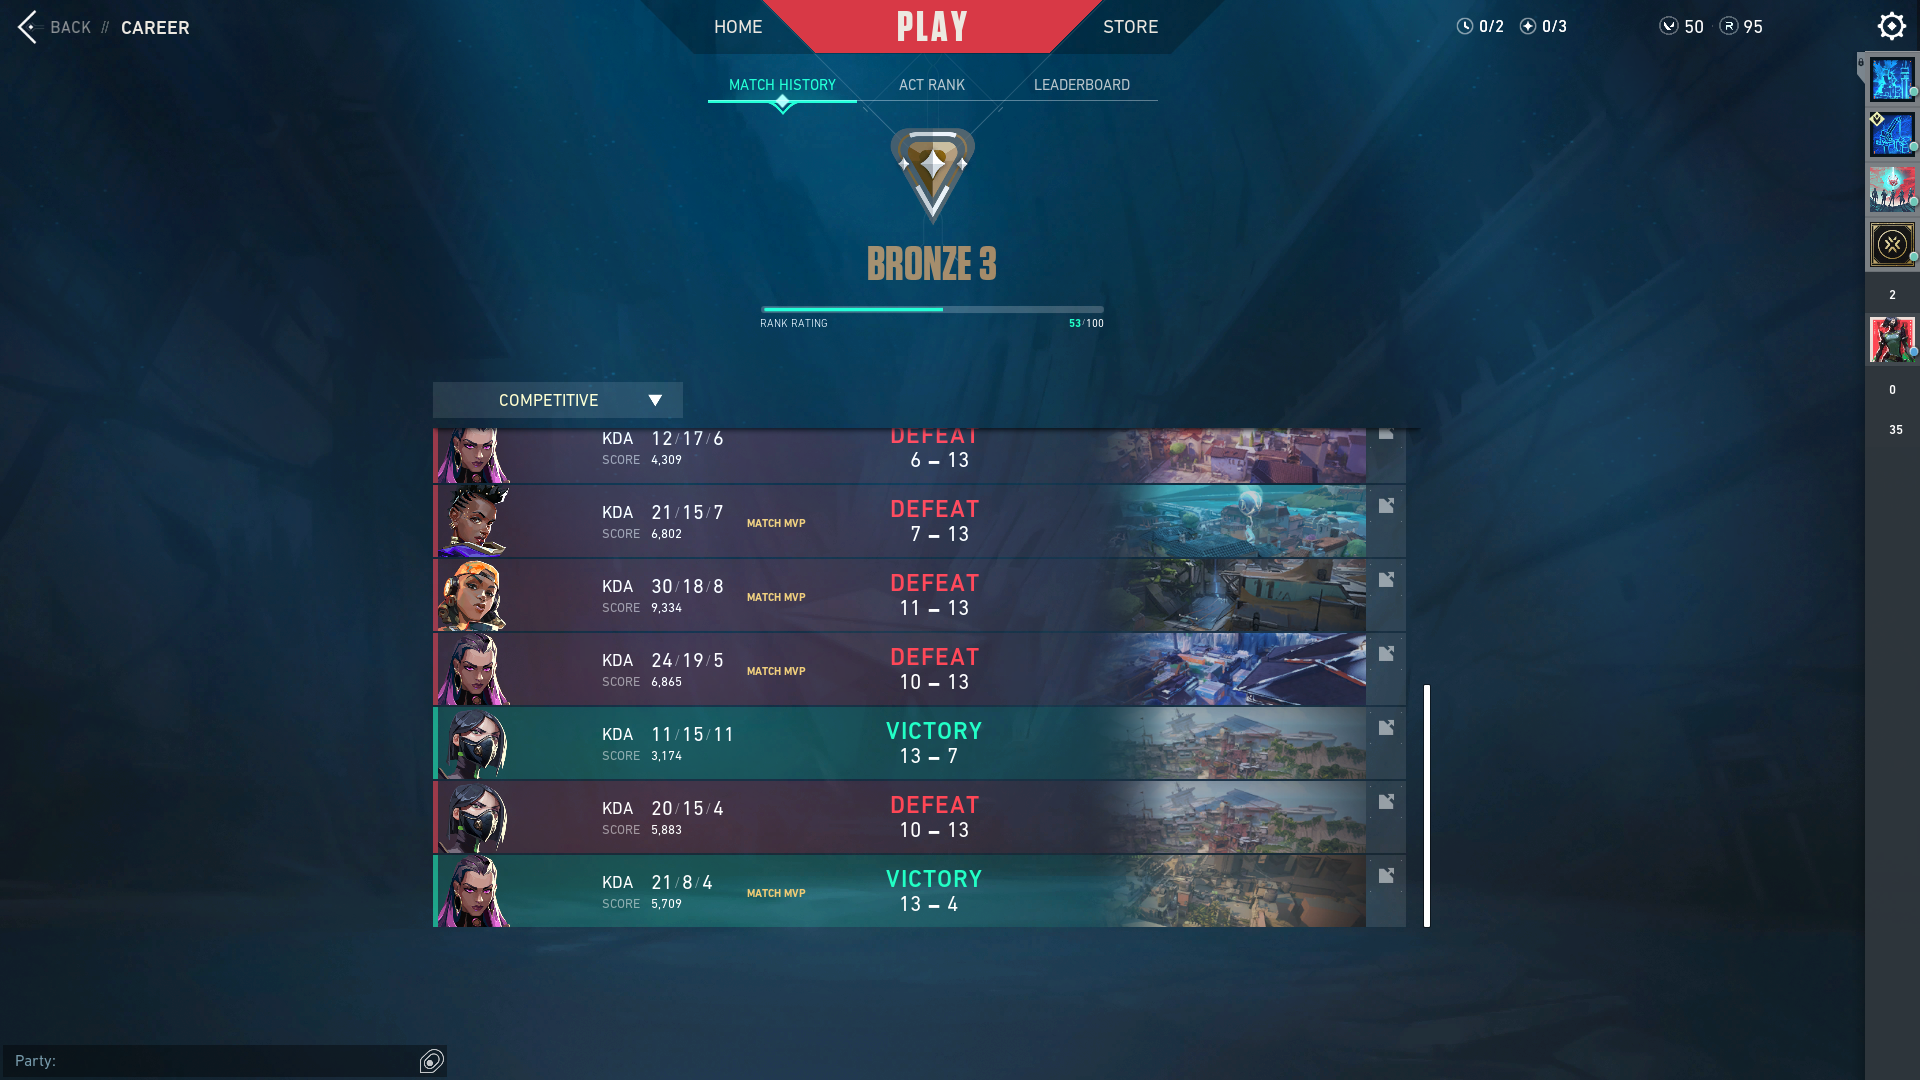 BACK // CAREER
HOME
PLAY
STORE
0/2
0/3
50
R 95
MATCH HISTORY
ACT RANK
LEADERBOARD
BRONZE 3
RANK RATING
53/100
COMPETITIVE
KDA 12/17/6
SCORE 4,309
DEFEAT
6 – 13
KDA 21/15/7
SCORE 6,802
MATCH MVP
DEFEAT
7 – 13
KDA 30/18/8
SCORE 9,334
MATCH MVP
DEFEAT
11 – 13
KDA 24/19/5
SCORE 6,865
MATCH MVP
DEFEAT
10 – 13
KDA 11/15/11
SCORE 3,174
VICTORY
13 – 7
KDA 20/15/4
SCORE 5,883
DEFEAT
10 – 13
KDA 21/8/4
SCORE 5,709
MATCH MVP
VICTORY
13 – 4
2
0
35
Party: